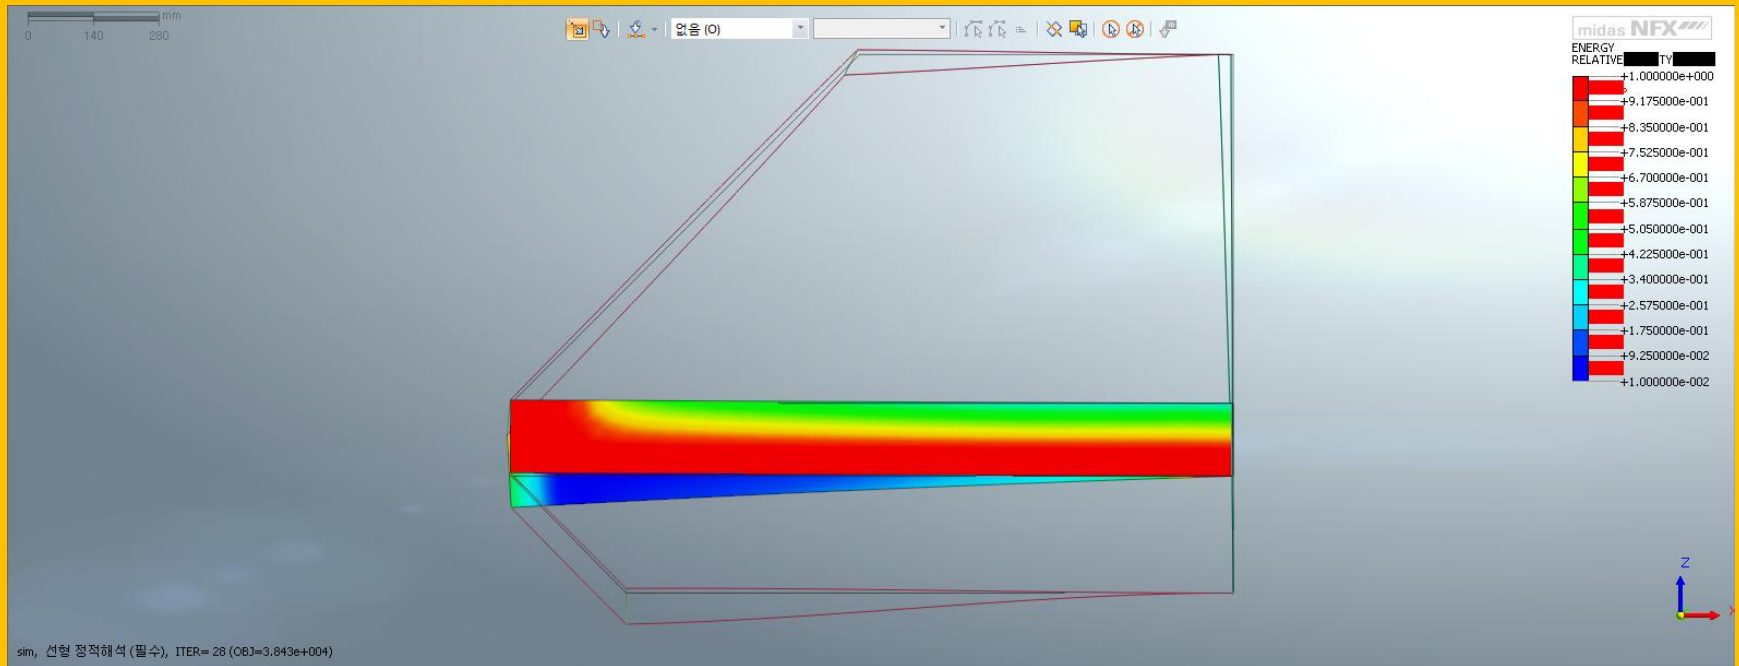 mm
0 140 280
없음 (O)
midas NFX
ENERGY
RELATIVE TY
+1.000000e+000
+9.175000e-001
+8.350000e-001
+7.525000e-001
+6.700000e-001
+5.875000e-001
+5.050000e-001
+4.225000e-001
+3.400000e-001
+2.575000e-001
+1.750000e-001
+9.250000e-002
+1.000000e-002
Z
X
sim, 선형 정적해석 (필수), ITER= 28 (OBJ=3.843e+004)